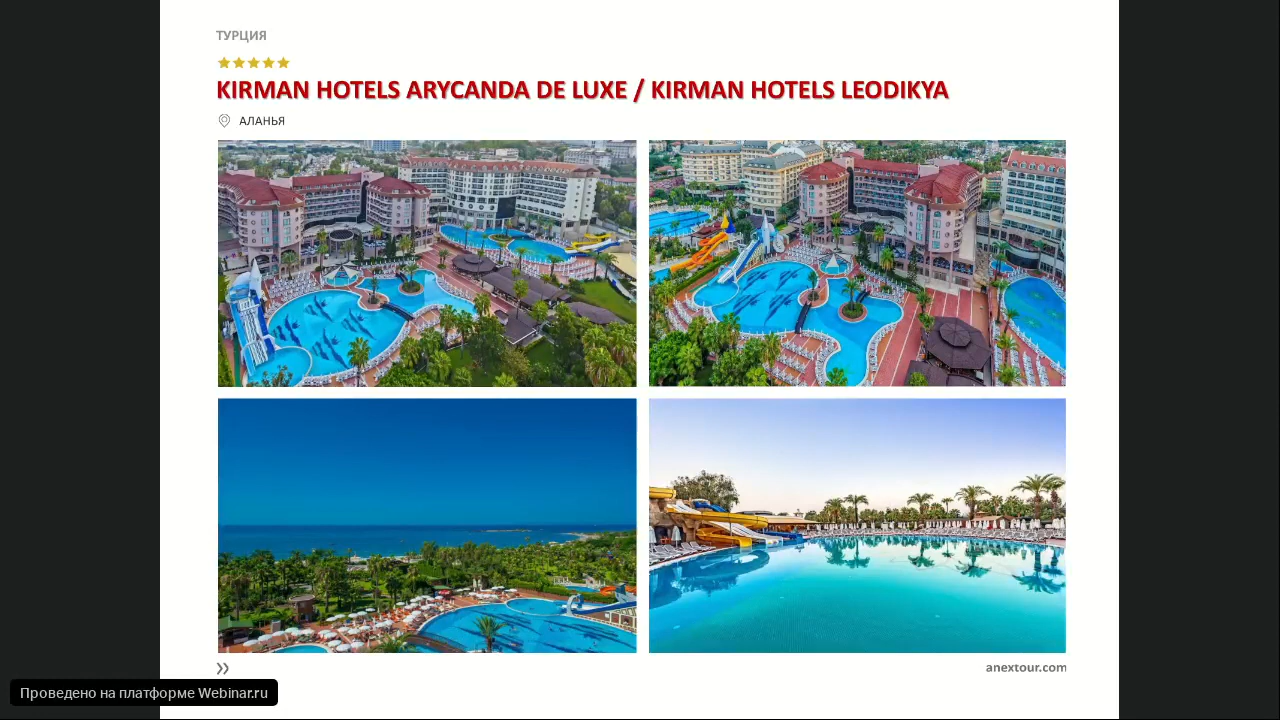 ТУРЦИЯ
KIRMAN HOTELS ARYCANDA DE LUXE / KIRMAN HOTELS LEODIKYA
АЛАНЬЯ
anextour.com
Проведено на платформе Webinar.ru